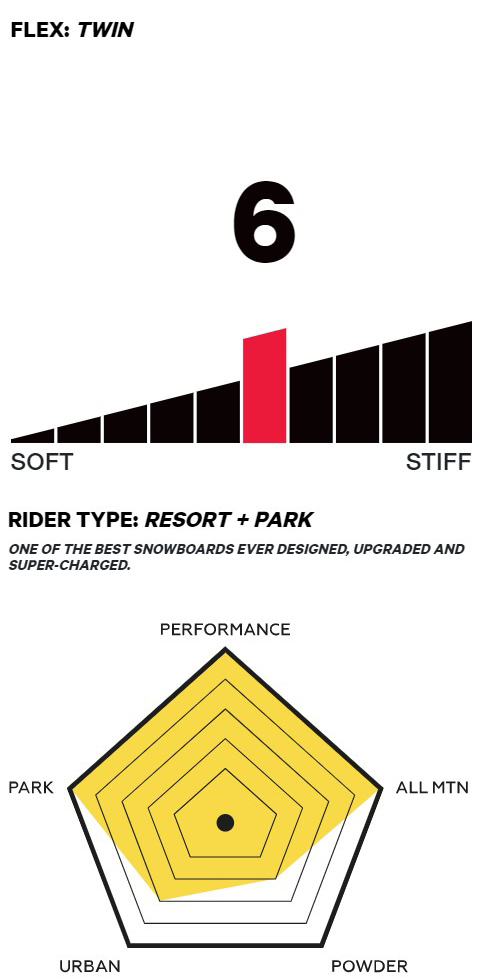 FLEX: TWIN
6
SOFT STIFF
RIDER TYPE: RESORT + PARK
ONE OF THE BEST SNOWBOARDS EVER DESIGNED, UPGRADED AND
SUPER-CHARGED.
PERFORMANCE
PARK ALL MTN
URBAN POWDER